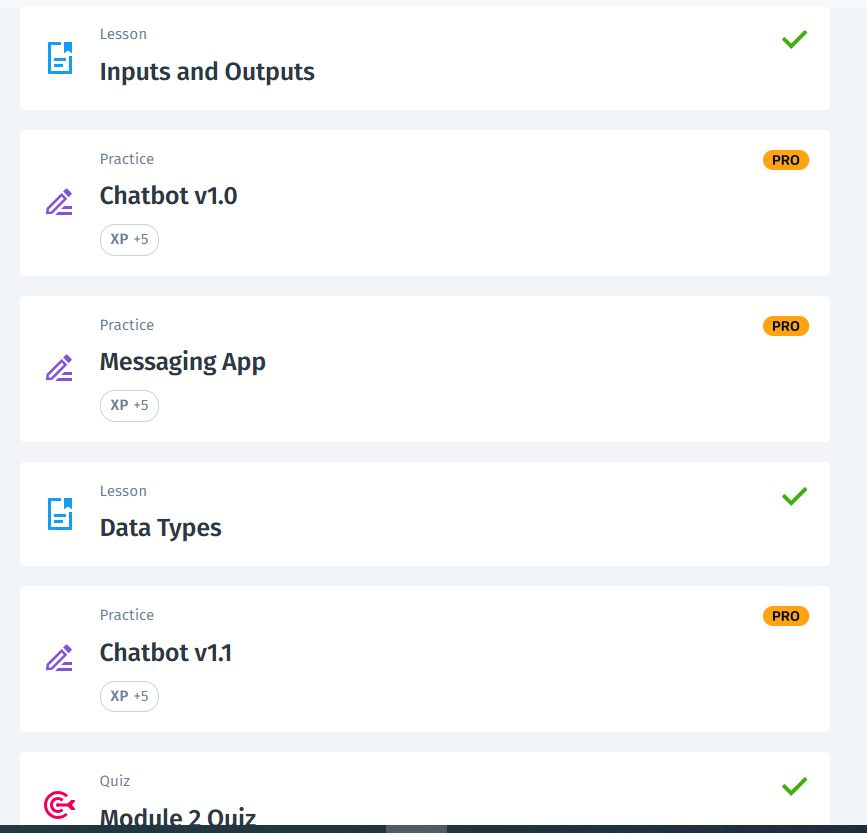 Lesson
Inputs and Outputs
Practice
PRO
Chatbot v1.0
XP +5
Practice
PRO
Messaging App
XP +5
Lesson
Data Types
Practice
PRO
Chatbot v1.1
XP +5
Quiz
Module 2 Quiz